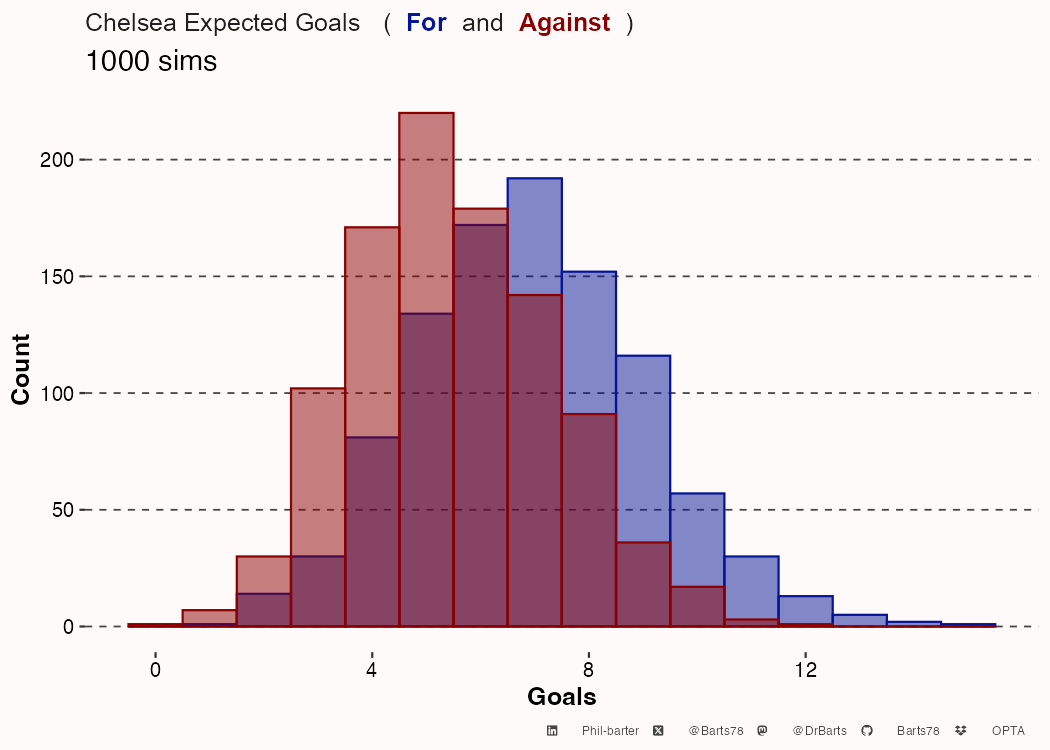 Chelsea Expected Goals ( For and Against )
1000 sims
200
150
100
50
0
Count
0 4 8 12
Goals
Phil-barter @Barts78 @DrBarts Barts78 OPTA